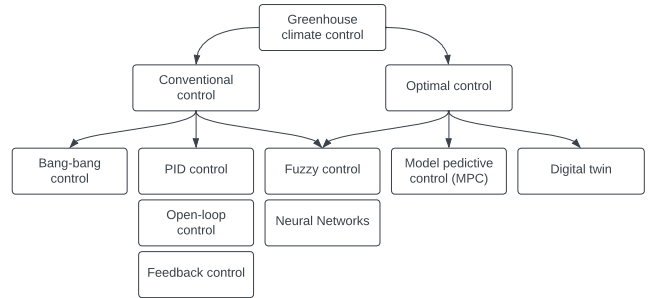 Greenhouse
climate control
Conventional
control
Optimal control
Bang-bang
control
PID control
Fuzzy control
Model pedictive
control (MPC)
Digital twin
Open-loop
control
Neural Networks
Feedback control